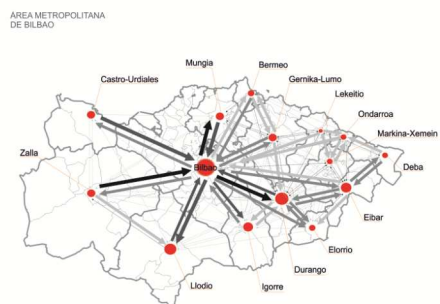 ÁREA METROPOLITANA
DE BILBAO
Mungia
Bermeo
Castro-Urdiales
Gernika-Lumo
Lekeitio
Ondarroa
Markina-Xemein
Zalla
Bilbao
Deba
Eibar
Elorrio
Durango
Igorre
Llodio